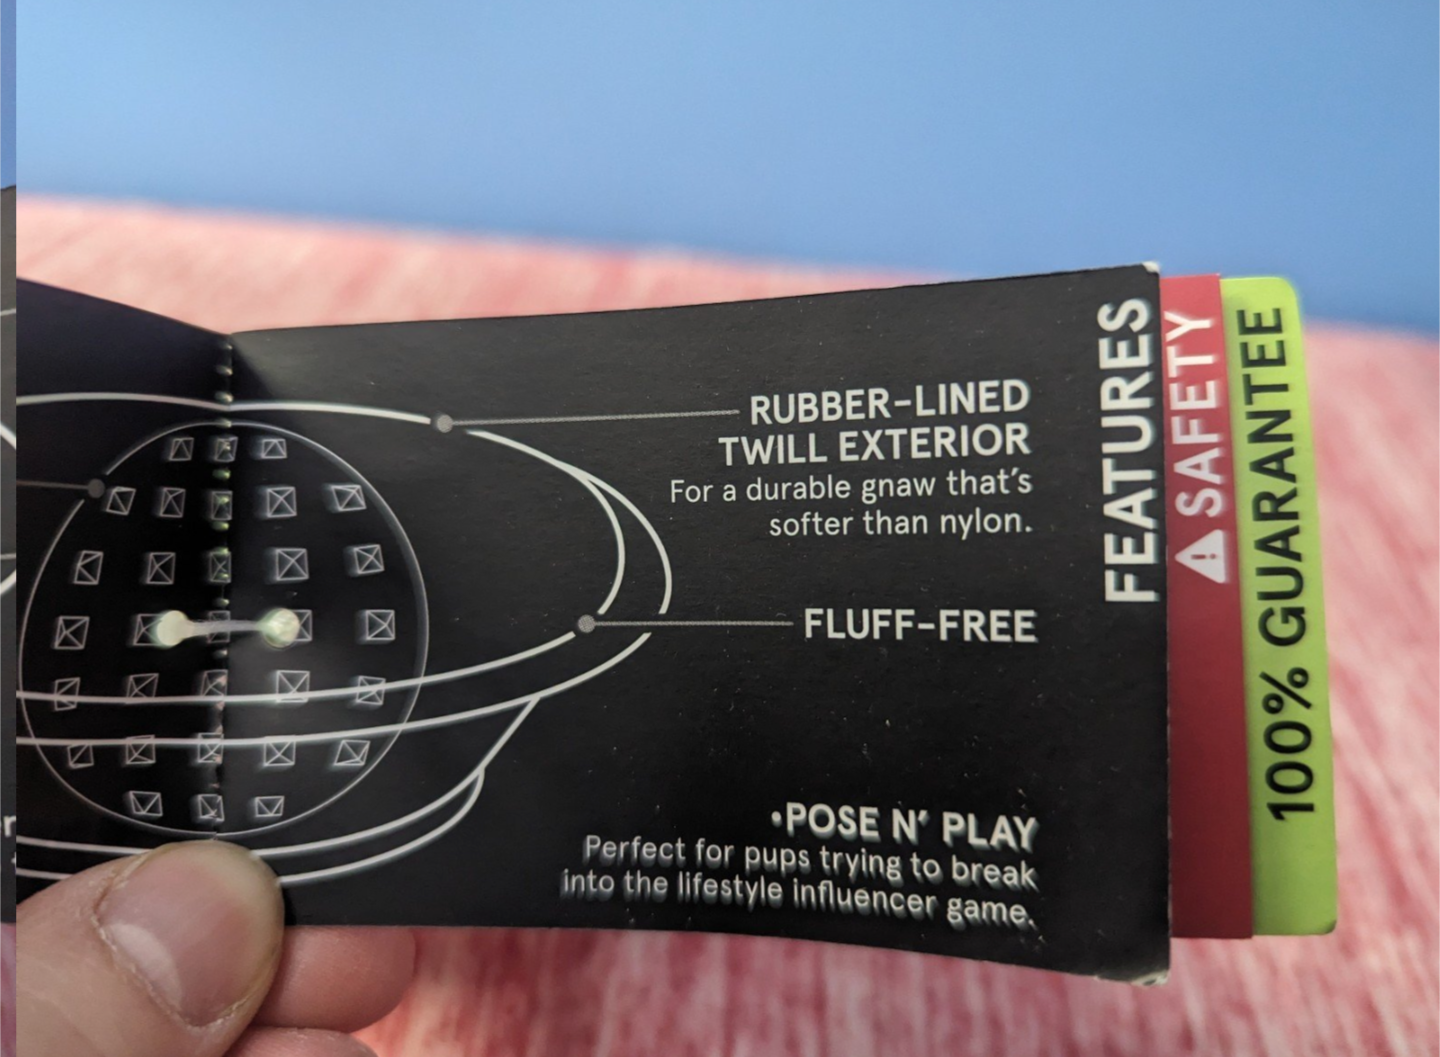 RUBBER-LINED
TWILL EXTERIOR
For a durable gnaw that's
softer than nylon.
FLUFF-FREE
•POSE N' PLAY
Perfect for pups trying to break
into the lifestyle influencer game.
FEATURES
SAFETY
100% GUARANTEE